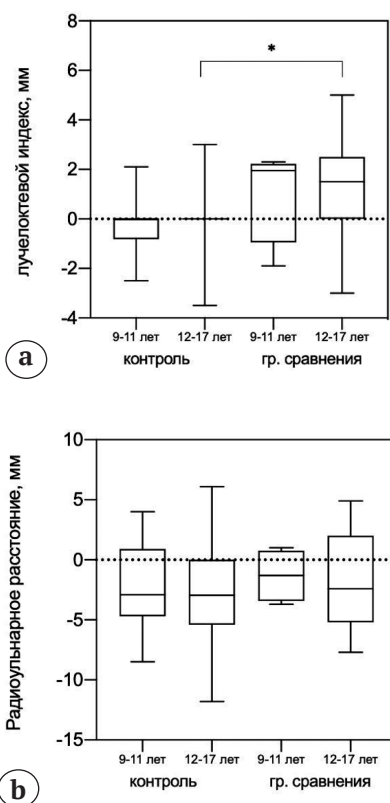 лучелоктевой индекс, мм
8
6
4
2
0
-2
-4
*
9-11 лет 12-17 лет 9-11 лет 12-17 лет
контроль гр. сравнения
a
Радиоульнарное расстояние, мм
10
5
0
-5
-10
-15
9-11 лет 12-17 лет 9-11 лет 12-17 лет
контроль гр. сравнения
b